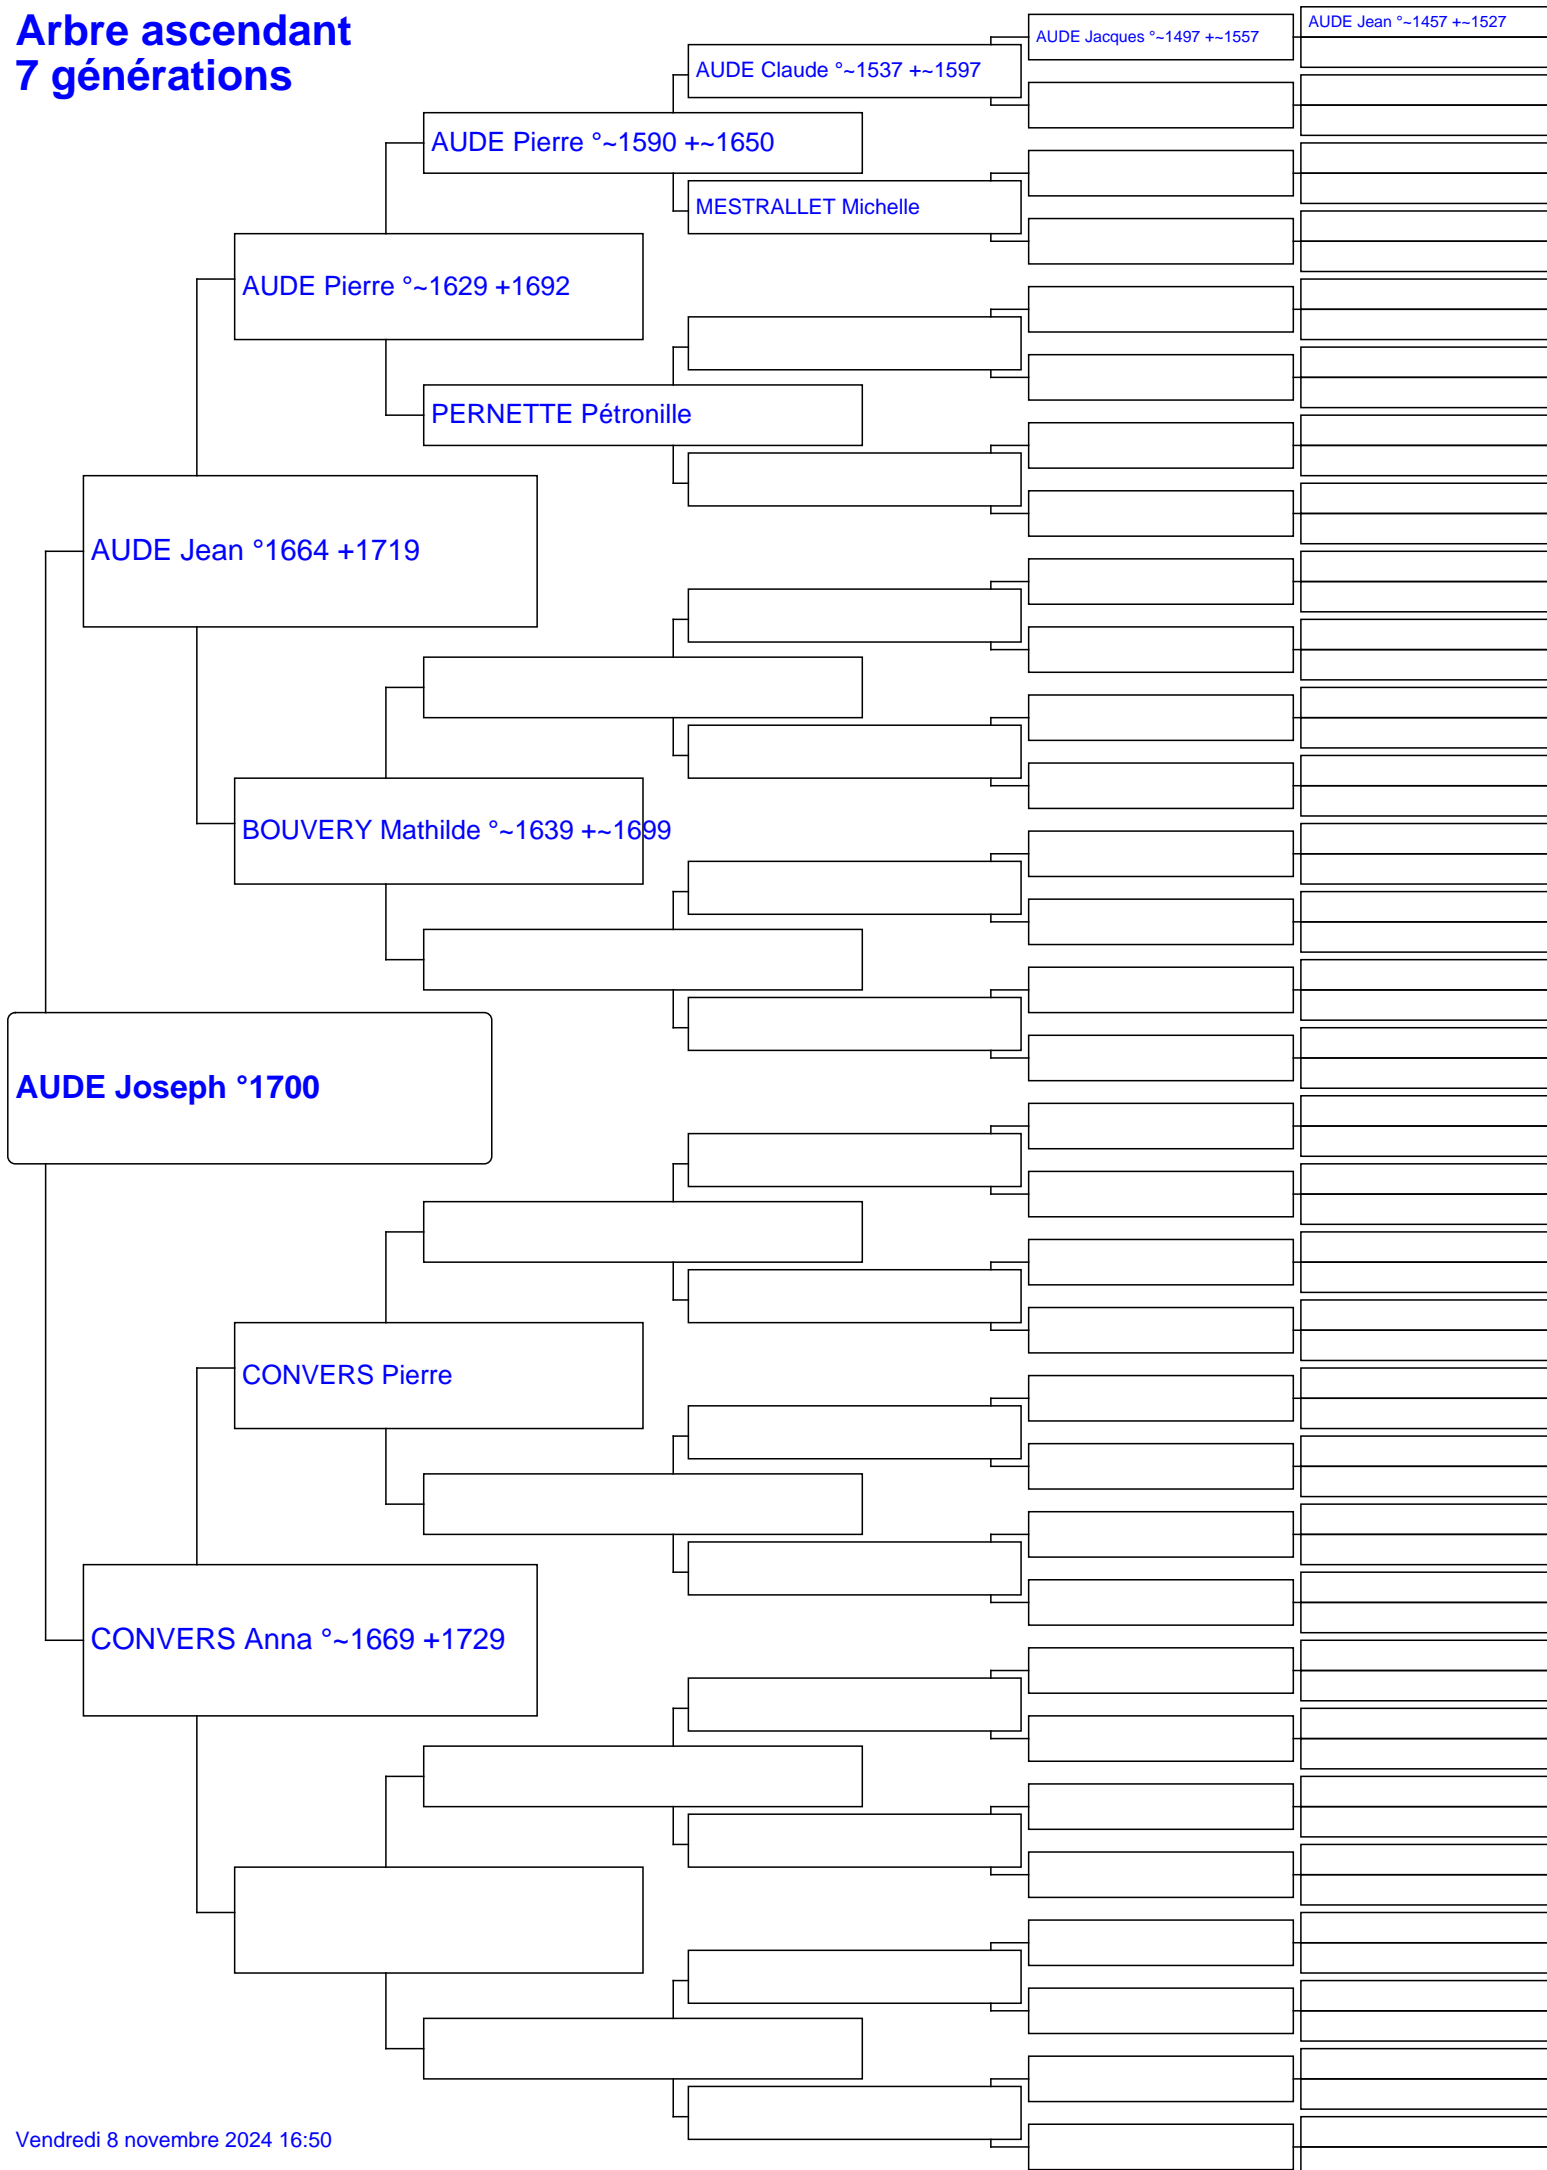 Arbre ascendant
7 générations
AUDE Jean °~1457 +~1527
AUDE Jacques °~1497 +~1557
AUDE Claude °~1537 +~1597
AUDE Pierre °~1590 +~1650
MESTRALLET Michelle
AUDE Pierre °~1629 +1692
PERNETTE Pétronille
AUDE Jean °1664 +1719
BOUVERY Mathilde °~1639 +~1699
AUDE Joseph °1700
CONVERS Pierre
CONVERS Anna °~1669 +1729
Vendredi 8 novembre 2024 16:50